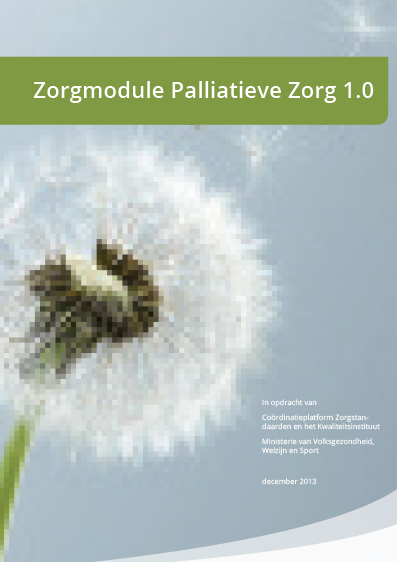 Zorgmodule Palliatieve Zorg 1.0
In opdracht van
Coördinatieplatform Zorgstan-
daarden en het Kwaliteitsinstituut
Ministerie van Volksgezondheid,
Welzijn en Sport
december 2013